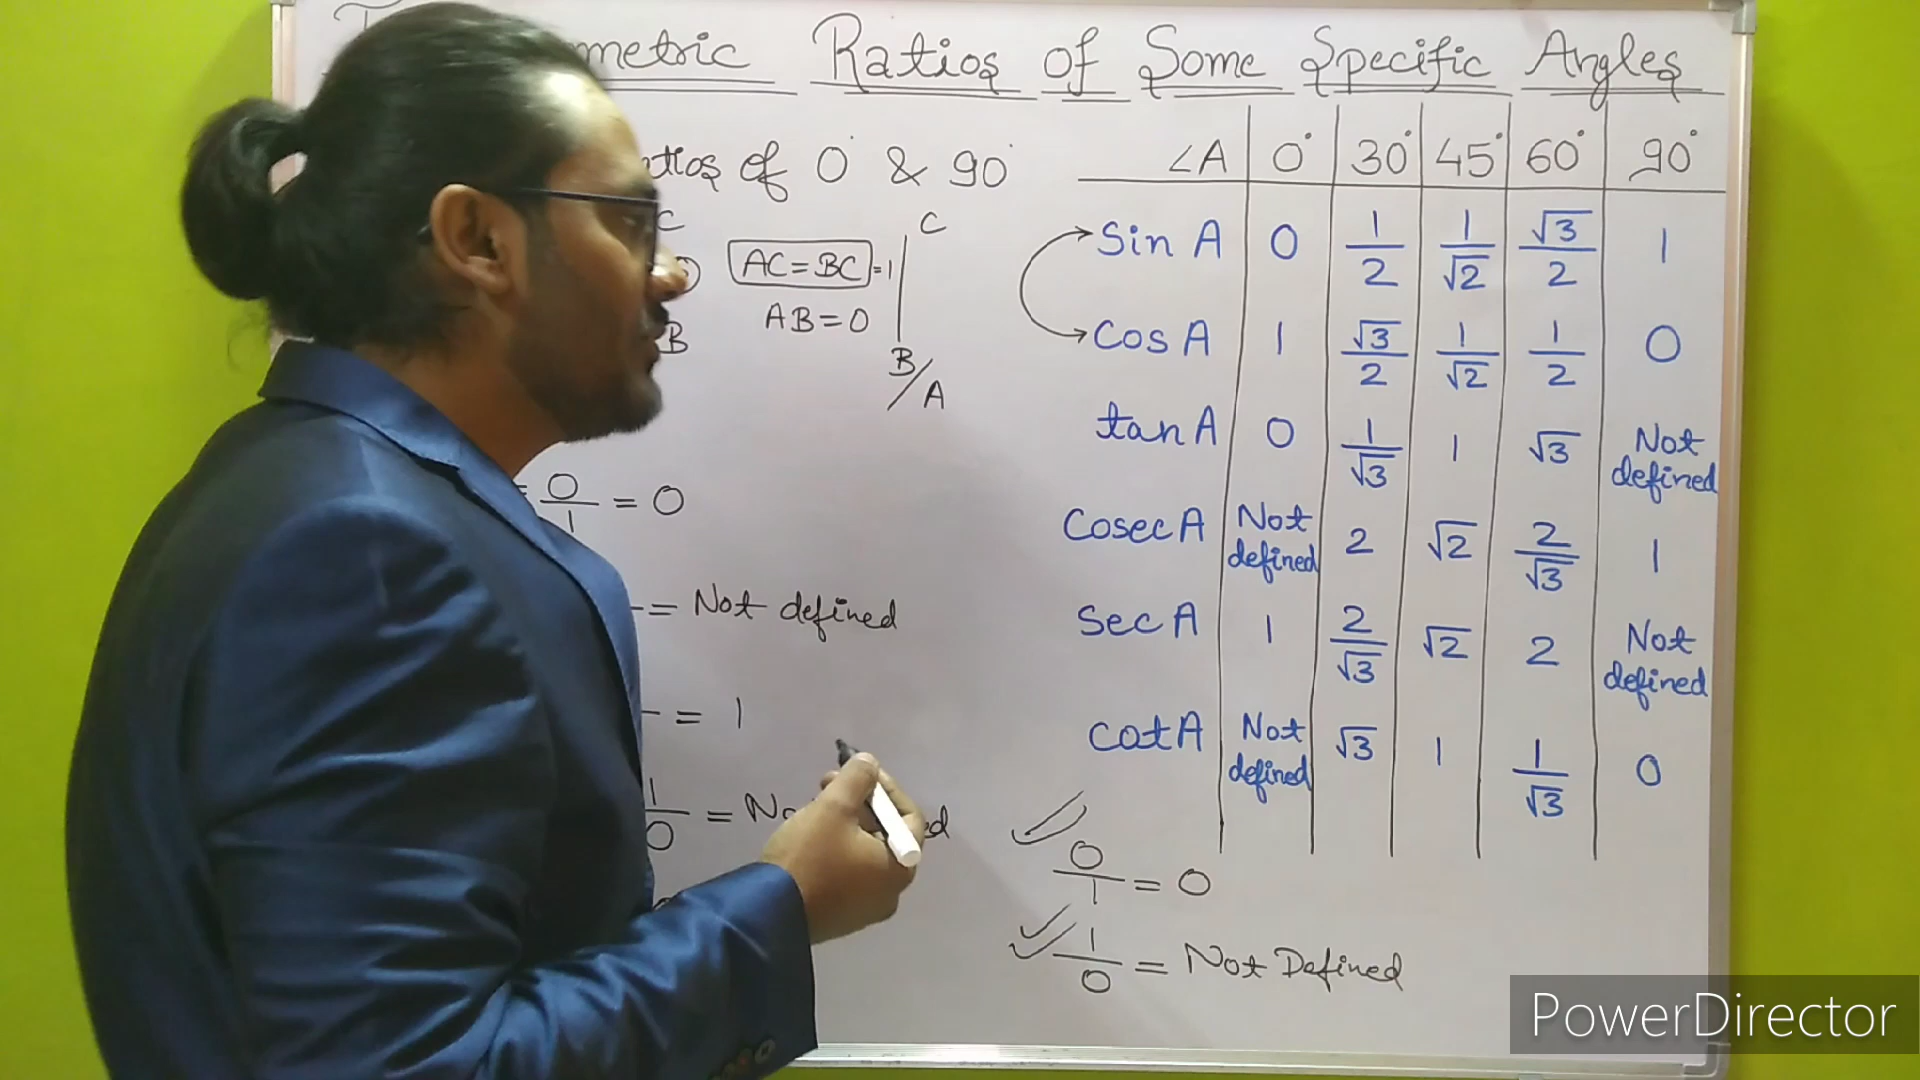 metric Ratios of Some Specific Angles
of 0° & 90°
C
AC = BC = 1
AB = 0
B
C
B/A
= 0/1 = 0
= Not defined
= 1
1/0 =
∠A 0° 30° 45° 60° 90°
Sin A 0 1/2 1/√2 √3/2 1
Cos A 1 √3/2 1/√2 1/2 0
tan A 0 1/√3 1 √3 Not defined
Cosec A Not defined 2 √2 2/√3 1
Sec A 1 2/√3 √2 2 Not defined
Cot A Not defined √3 1 1/√3 0
0/1 = 0
1/0 = Not Defined
PowerDirector